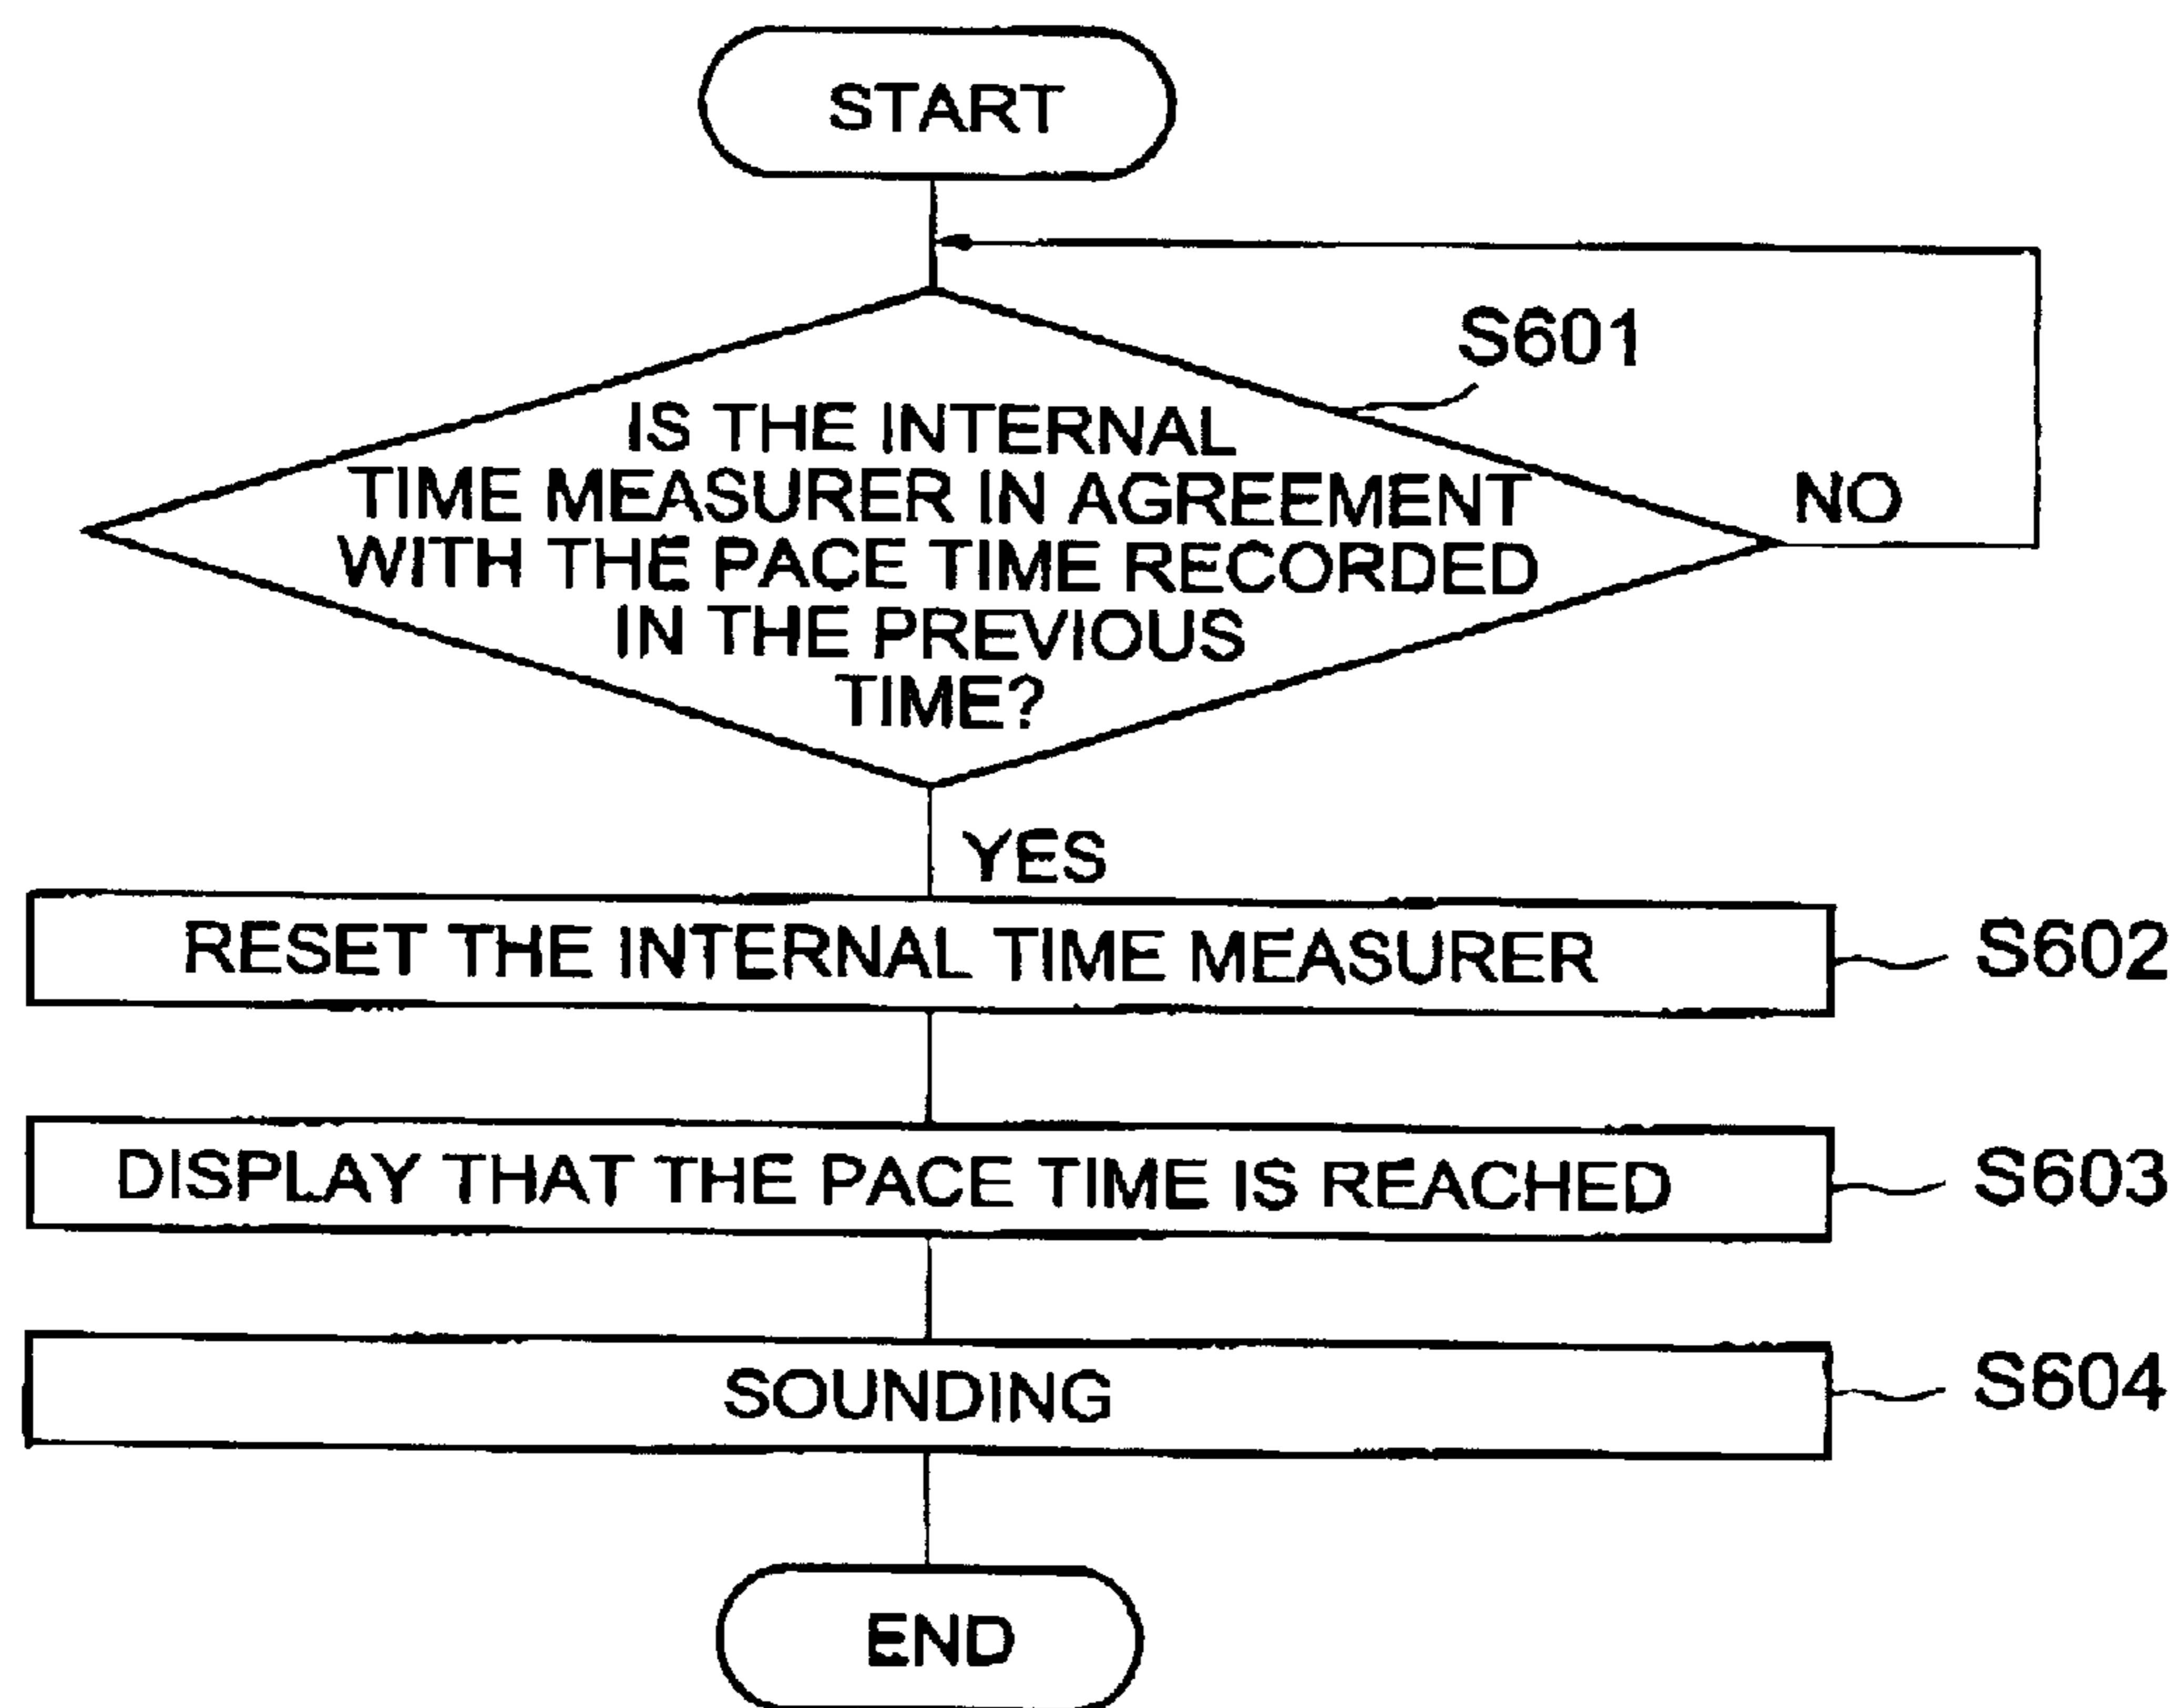 START
S601
IS THE INTERNAL
TIME MEASURER IN AGREEMENT
WITH THE PACE TIME RECORDED
IN THE PREVIOUS
TIME?
NO
YES
RESET THE INTERNAL TIME MEASURER
S602
DISPLAY THAT THE PACE TIME IS REACHED
S603
SOUNDING
S604
END